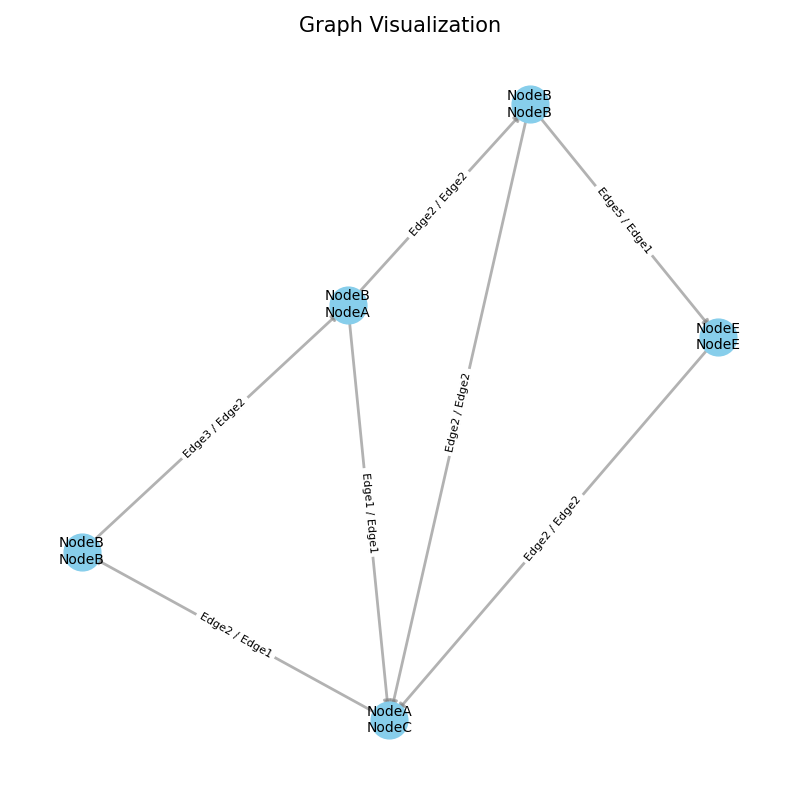 Graph Visualization
NodeB
NodeB
Edge2 / Edge2
Edge5 / Edge1
NodeB
NodeA
NodeE
NodeE
Edge3 / Edge2
Edge2 / Edge2
Edge1 / Edge1
Edge2 / Edge2
NodeB
NodeB
Edge2 / Edge1
NodeA
NodeC